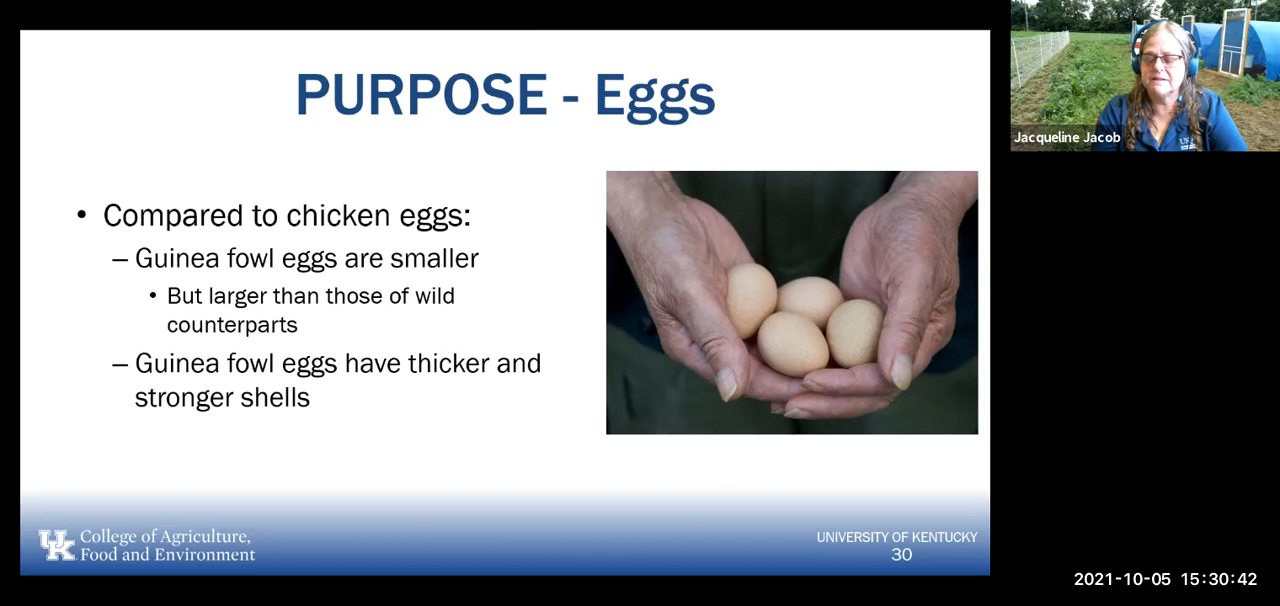 PURPOSE - Eggs
• Compared to chicken eggs:
– Guinea fowl eggs are smaller
• But larger than those of wild
counterparts
– Guinea fowl eggs have thicker and
stronger shells
UK College of Agriculture,
Food and Environment
UNIVERSITY OF KENTUCKY
30
Jacqueline Jacob
2021-10-05 15:30:42